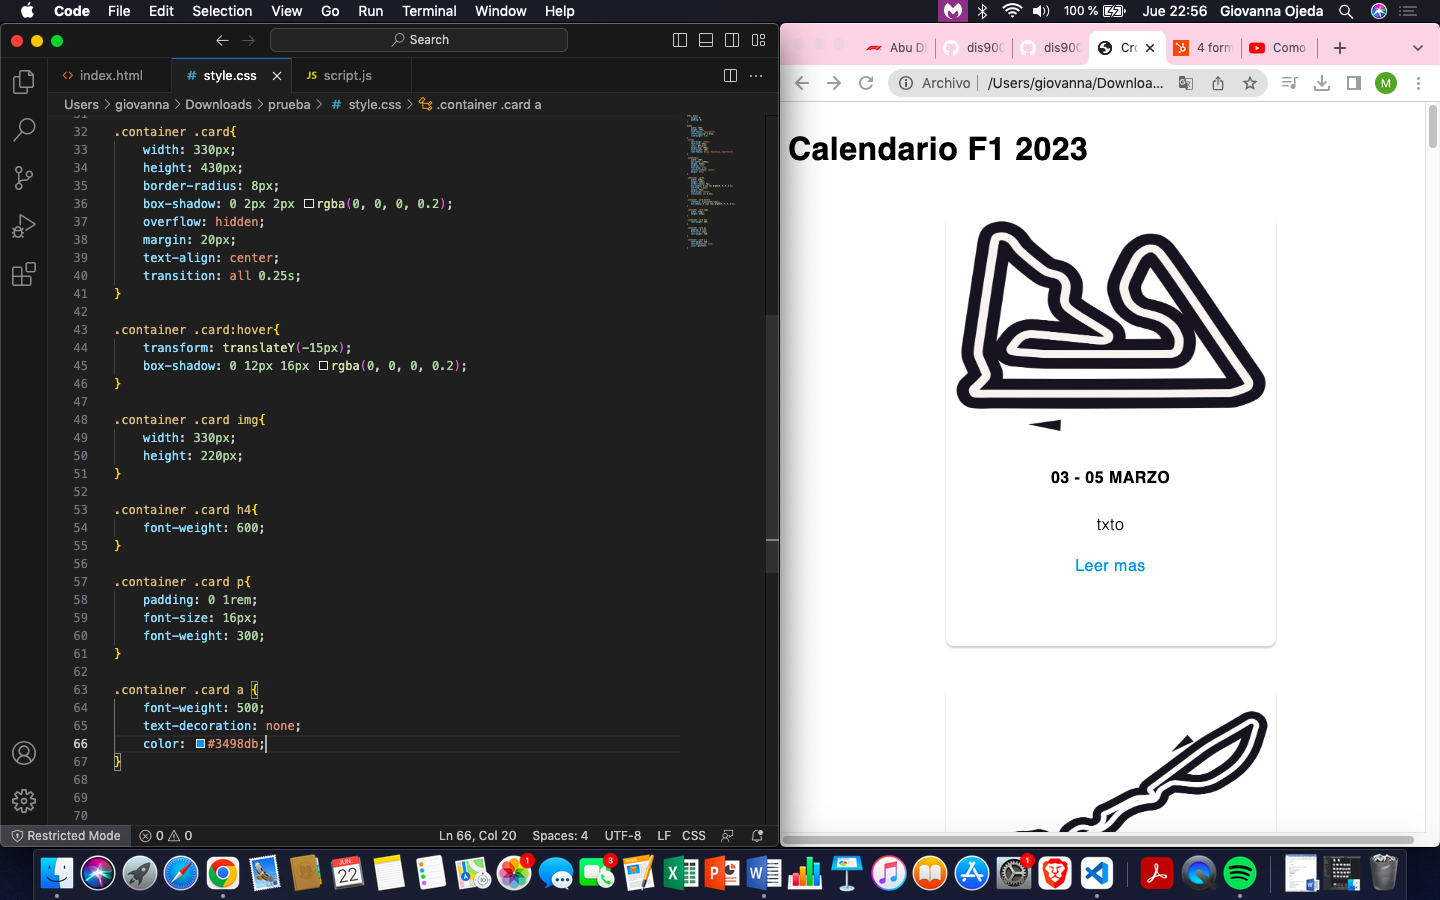 Code File Edit Selection View Go Run Terminal Window Help 100 % Jue 22:56 Giovanna Ojeda
Search
index.html style.css script.js
Users > giovanna > Downloads > prueba > # style.css > .container .card a
32 .container .card{
33 width: 330px;
34 height: 430px;
35 border-radius: 8px;
36 box-shadow: 0 2px 2px rgba(0, 0, 0, 0.2);
37 overflow: hidden;
38 margin: 20px;
39 text-align: center;
40 transition: all 0.25s;
41 }
42
43 .container .card:hover{
44 transform: translateY(-15px);
45 box-shadow: 0 12px 16px rgba(0, 0, 0, 0.2);
46 }
47
48 .container .card img{
49 width: 330px;
50 height: 220px;
51 }
52
53 .container .card h4{
54 font-weight: 600;
55 }
56
57 .container .card p{
58 padding: 0 1rem;
59 font-size: 16px;
60 font-weight: 300;
61 }
62
63 .container .card a {
64 font-weight: 500;
65 text-decoration: none;
66 color: #3498db;
67 }
68
69
70
Restricted Mode 0 0 Ln 66, Col 20 Spaces: 4 UTF-8 LF CSS
Abu D dis900 dis900 Cr 4 form Como
Archivo /Users/giovanna/Downloa... M
Calendario F1 2023
03 - 05 MARZO
txto
Leer mas
JUN 22 1 3 1